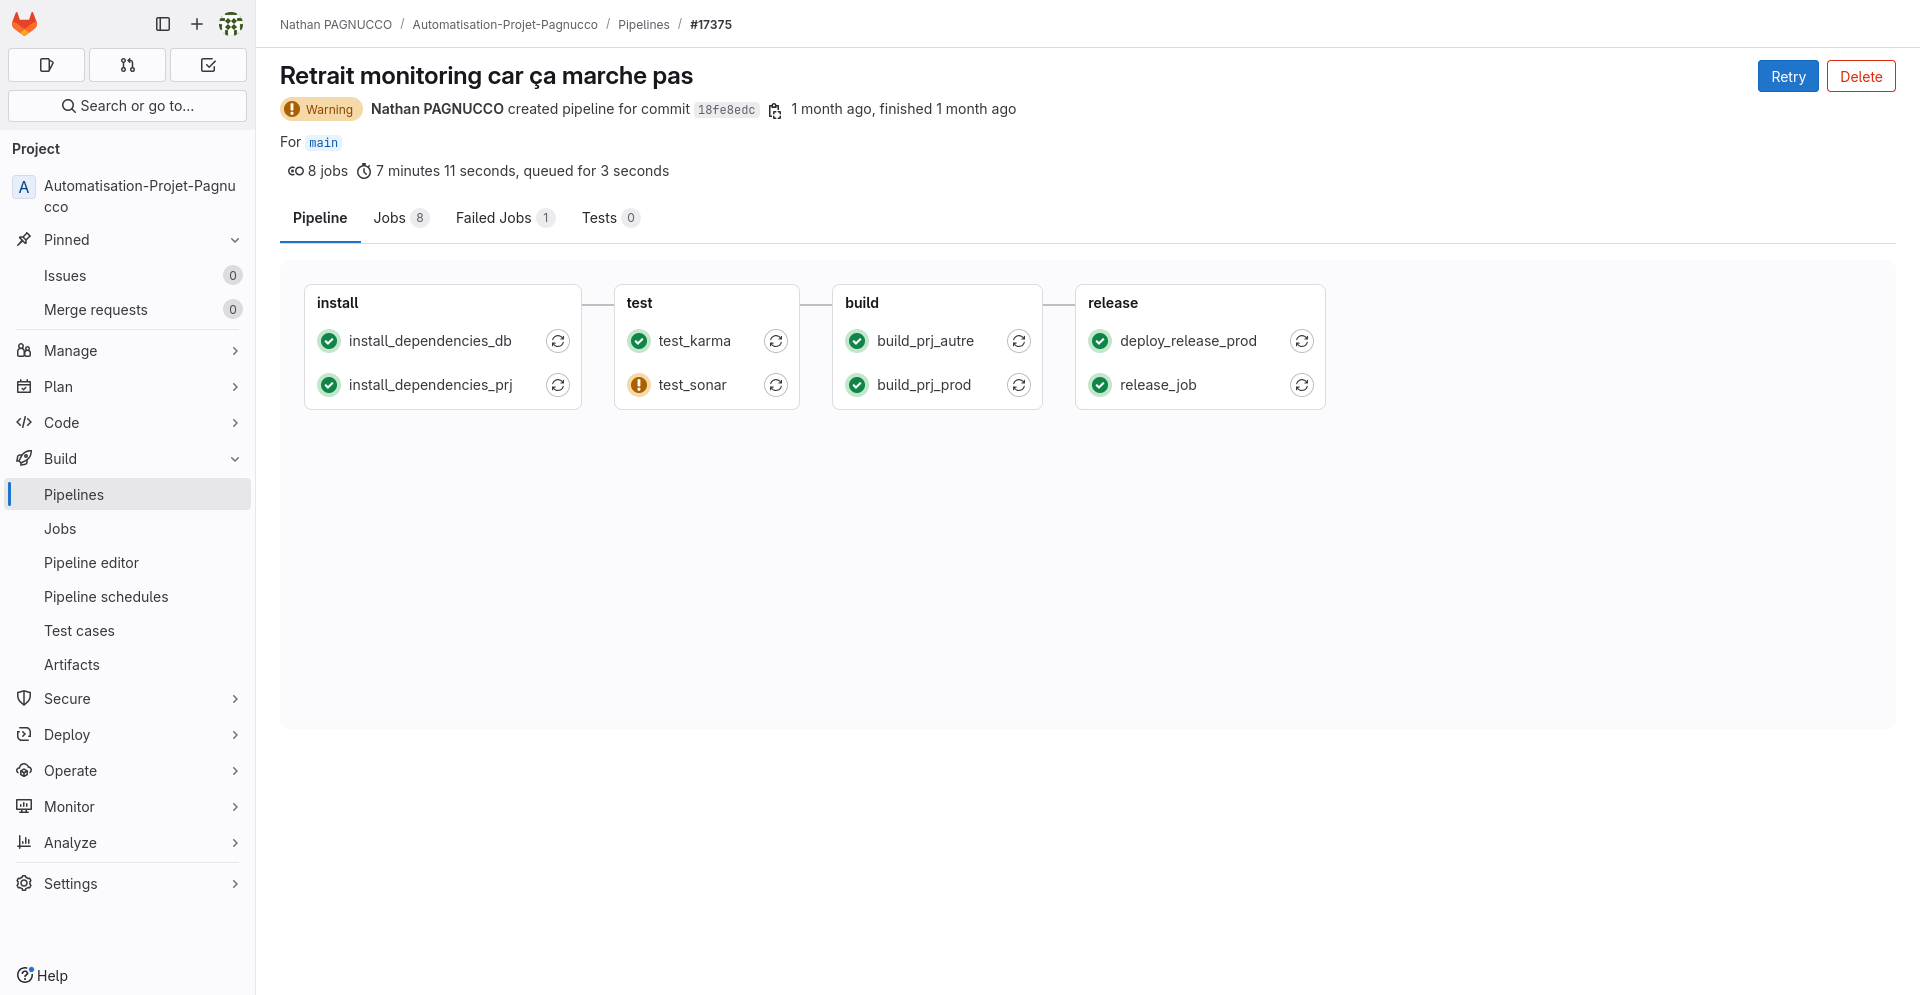 Nathan PAGNUCCO / Automatisation-Projet-Pagnucco / Pipelines / #17375
Search or go to...
Project
A Automatisation-Projet-Pagnu
cco
Pinned
Issues 0
Merge requests 0
Manage
Plan
Code
Build
Pipelines
Jobs
Pipeline editor
Pipeline schedules
Test cases
Artifacts
Secure
Deploy
Operate
Monitor
Analyze
Settings
Help
Retrait monitoring car ça marche pas
Retry Delete
Warning Nathan PAGNUCCO created pipeline for commit 18fe8edc 1 month ago, finished 1 month ago
For main
8 jobs 7 minutes 11 seconds, queued for 3 seconds
Pipeline Jobs 8 Failed Jobs 1 Tests 0
install
install_dependencies_db
install_dependencies_prj
test
test_karma
test_sonar
build
build_prj_autre
build_prj_prod
release
deploy_release_prod
release_job